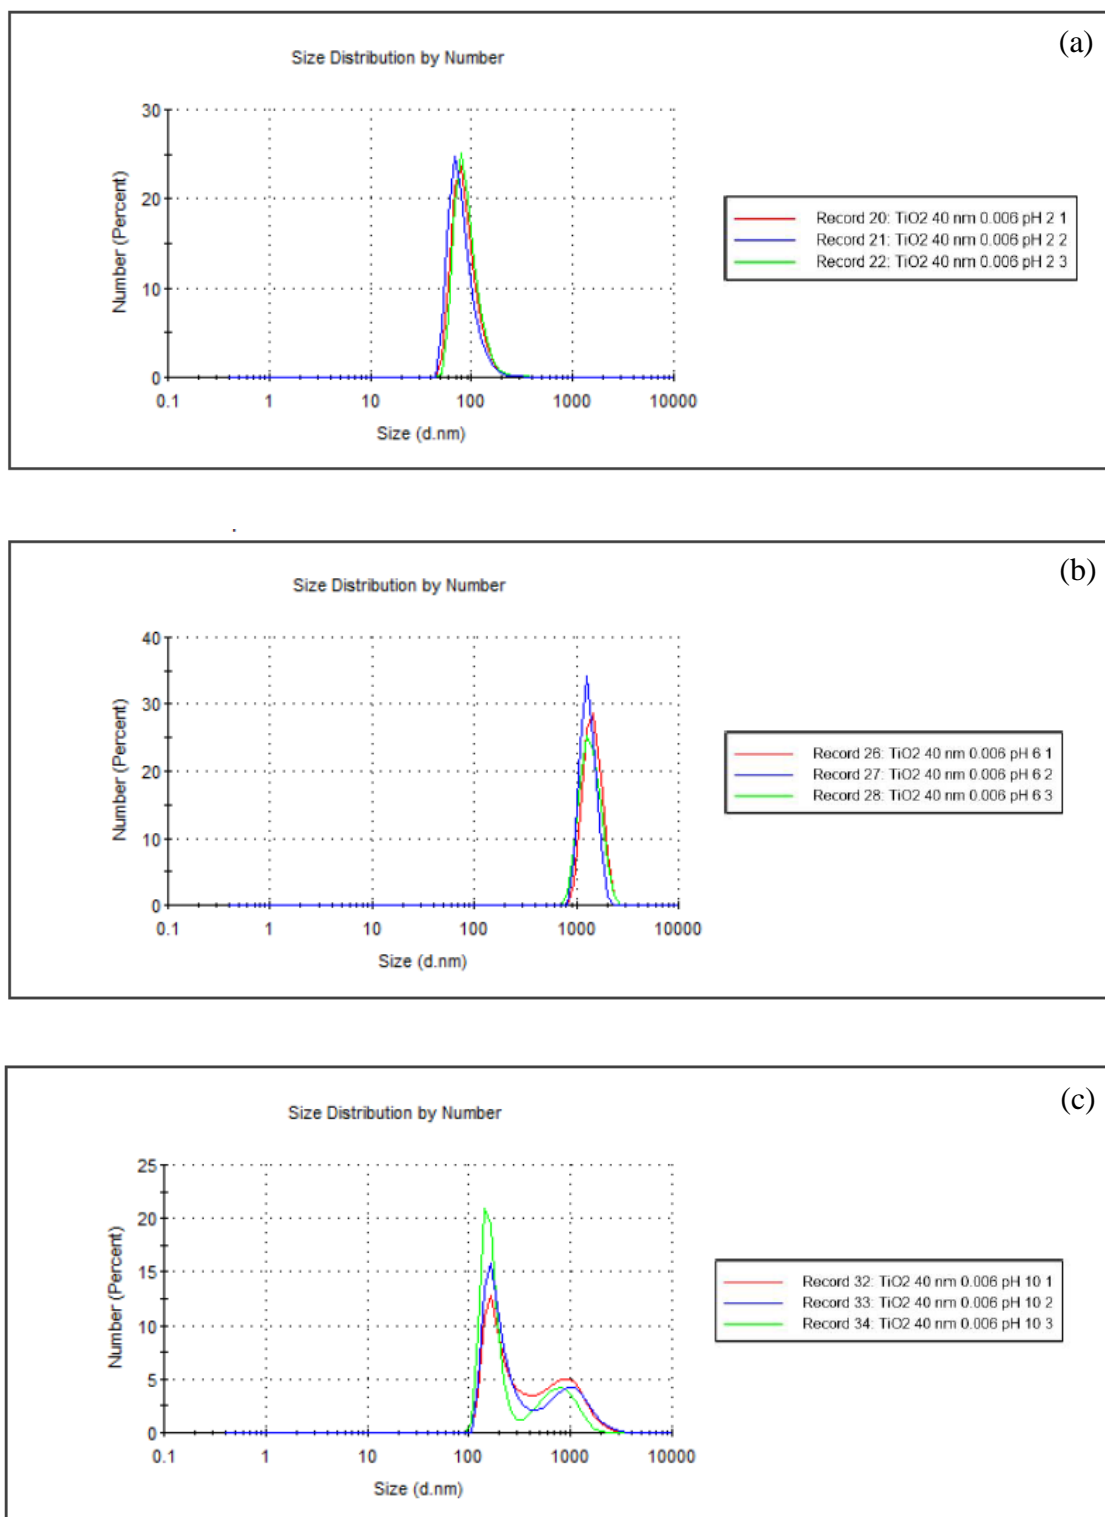 (a)
Size Distribution by Number
30
20
10
0
Number (Percent)
0.1 1 10 100 1000 10000
Size (d.nm)
Record 20: TiO2 40 nm 0.006 pH 2 1
Record 21: TiO2 40 nm 0.006 pH 2 2
Record 22: TiO2 40 nm 0.006 pH 2 3
(b)
Size Distribution by Number
40
30
20
10
0
Number (Percent)
0.1 1 10 100 1000 10000
Size (d.nm)
Record 26: TiO2 40 nm 0.006 pH 6 1
Record 27: TiO2 40 nm 0.006 pH 6 2
Record 28: TiO2 40 nm 0.006 pH 6 3
(c)
Size Distribution by Number
25
20
15
10
5
0
Number (Percent)
0.1 1 10 100 1000 10000
Size (d.nm)
Record 32: TiO2 40 nm 0.006 pH 10 1
Record 33: TiO2 40 nm 0.006 pH 10 2
Record 34: TiO2 40 nm 0.006 pH 10 3